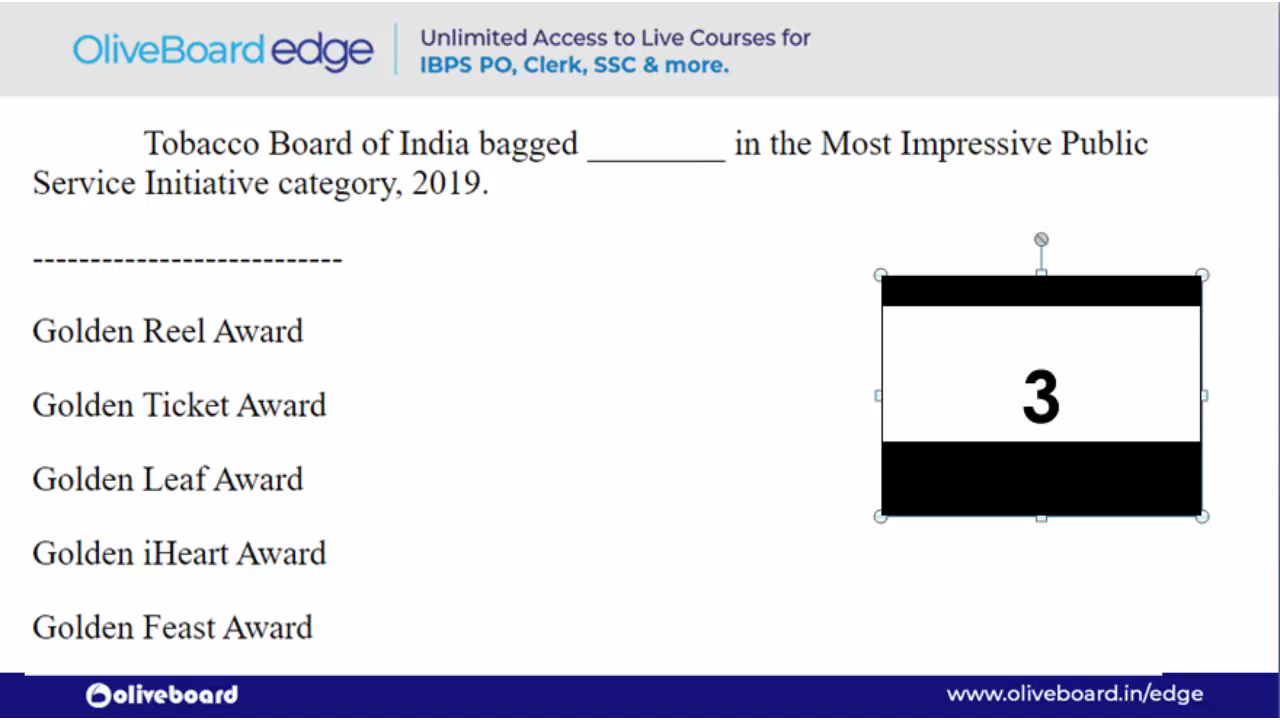 OliveBoard edge
Unlimited Access to Live Courses for
IBPS PO, Clerk, SSC & more.
Tobacco Board of India bagged ________ in the Most Impressive Public
Service Initiative category, 2019.
---------------------------
Golden Reel Award
Golden Ticket Award
Golden Leaf Award
Golden iHeart Award
Golden Feast Award
3
oliveboard
www.oliveboard.in/edge